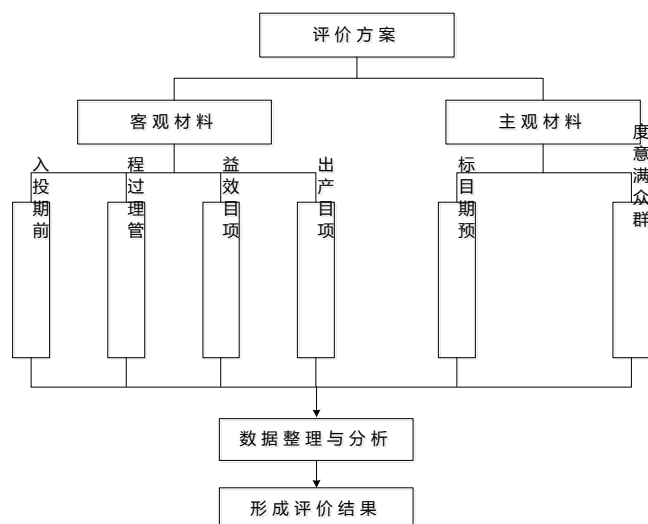 评价方案
客观材料
主观材料
入投期前
程过理管
益效目项
出产目项
标目期预
度意满众群
数据整理与分析
形成评价结果